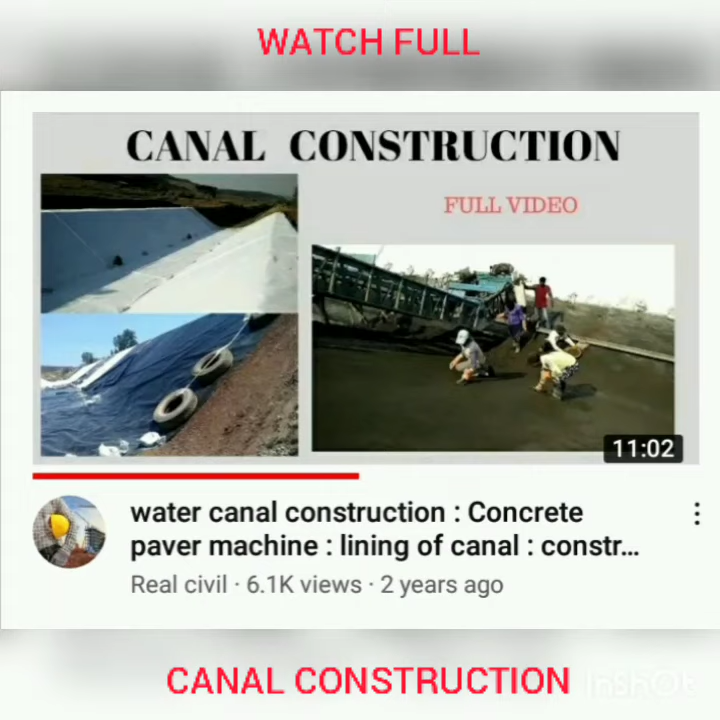 WATCH FULL
CANAL CONSTRUCTION
FULL VIDEO
11:02
water canal construction : Concrete
paver machine : lining of canal : constr...
Real civil · 6.1K views · 2 years ago
CANAL CONSTRUCTION
InShOt